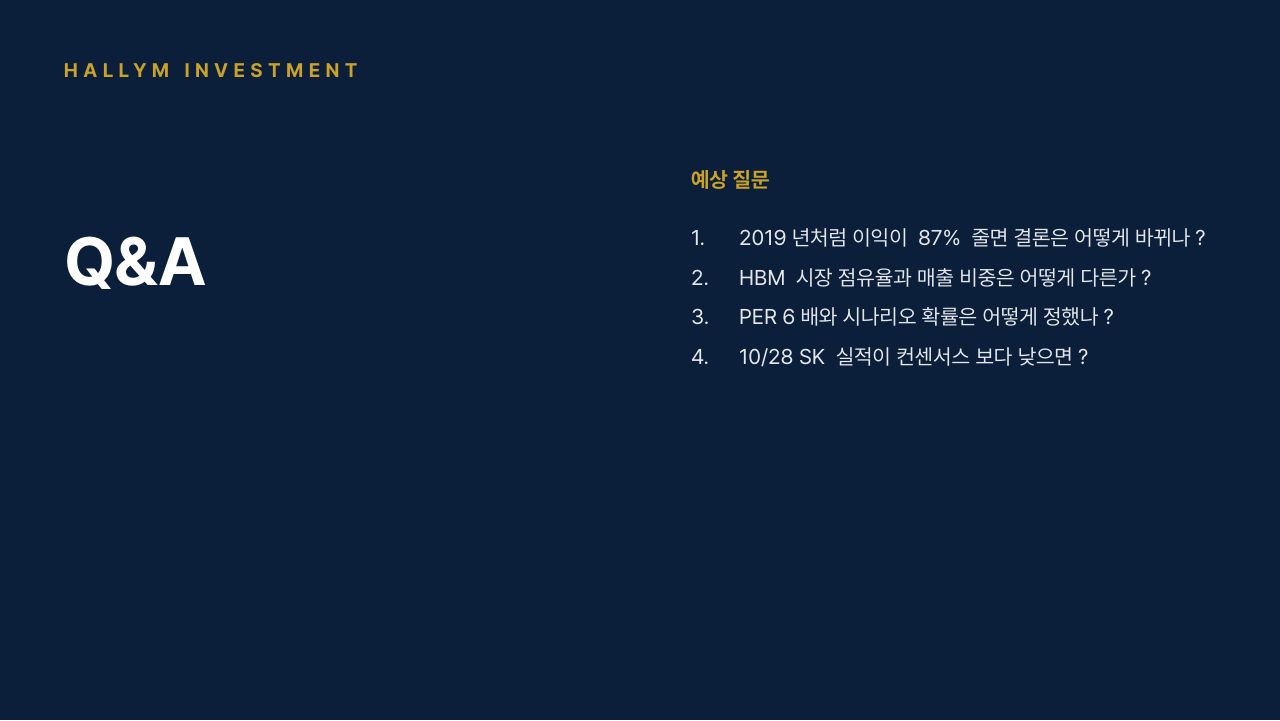 HALLYM INVESTMENT
Q&A
예상 질문
1. 2019 년처럼 이익이 87% 줄면 결론은 어떻게 바뀌나 ?
2. HBM 시장 점유율과 매출 비중은 어떻게 다른가 ?
3. PER 6 배와 시나리오 확률은 어떻게 정했나 ?
4. 10/28 SK 실적이 컨센서스 보다 낮으면 ?